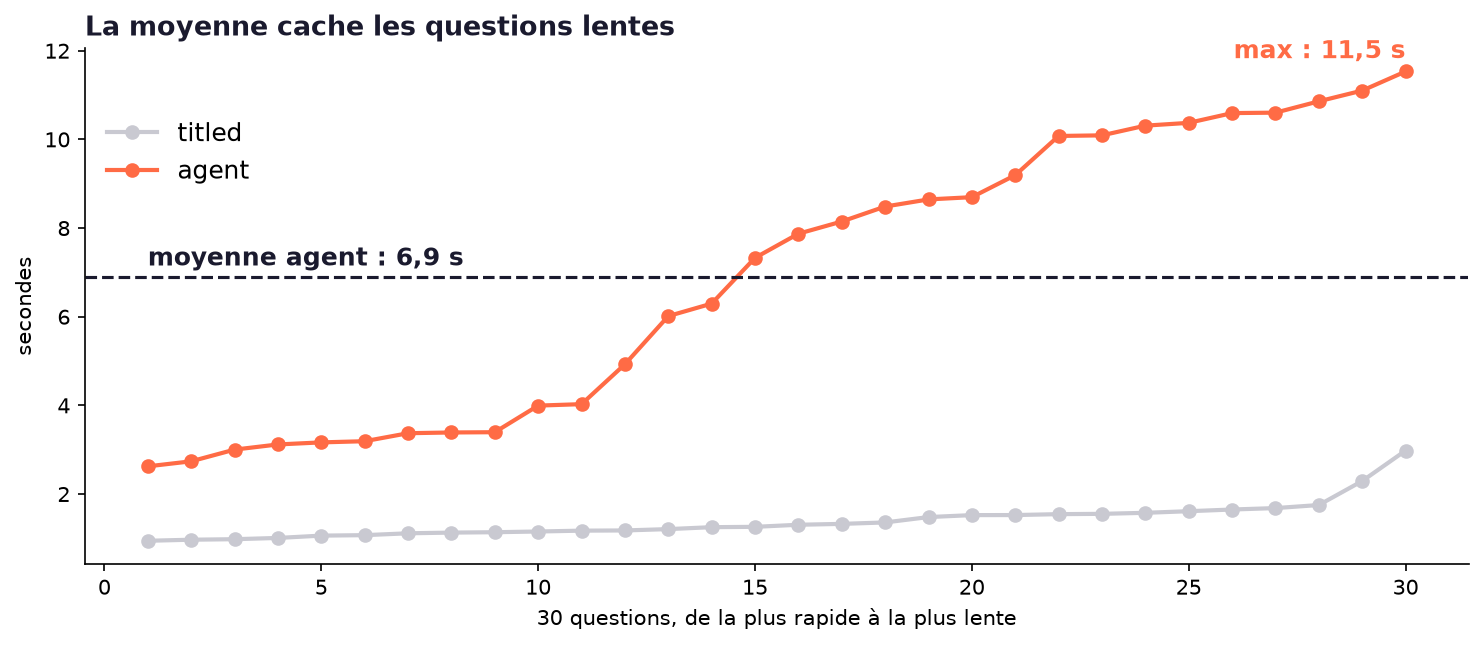 La moyenne cache les questions lentes
max : 11,5 s
titled
agent
moyenne agent : 6,9 s
secondes
12
10
8
6
4
2
0 5 10 15 20 25 30
30 questions, de la plus rapide à la plus lente